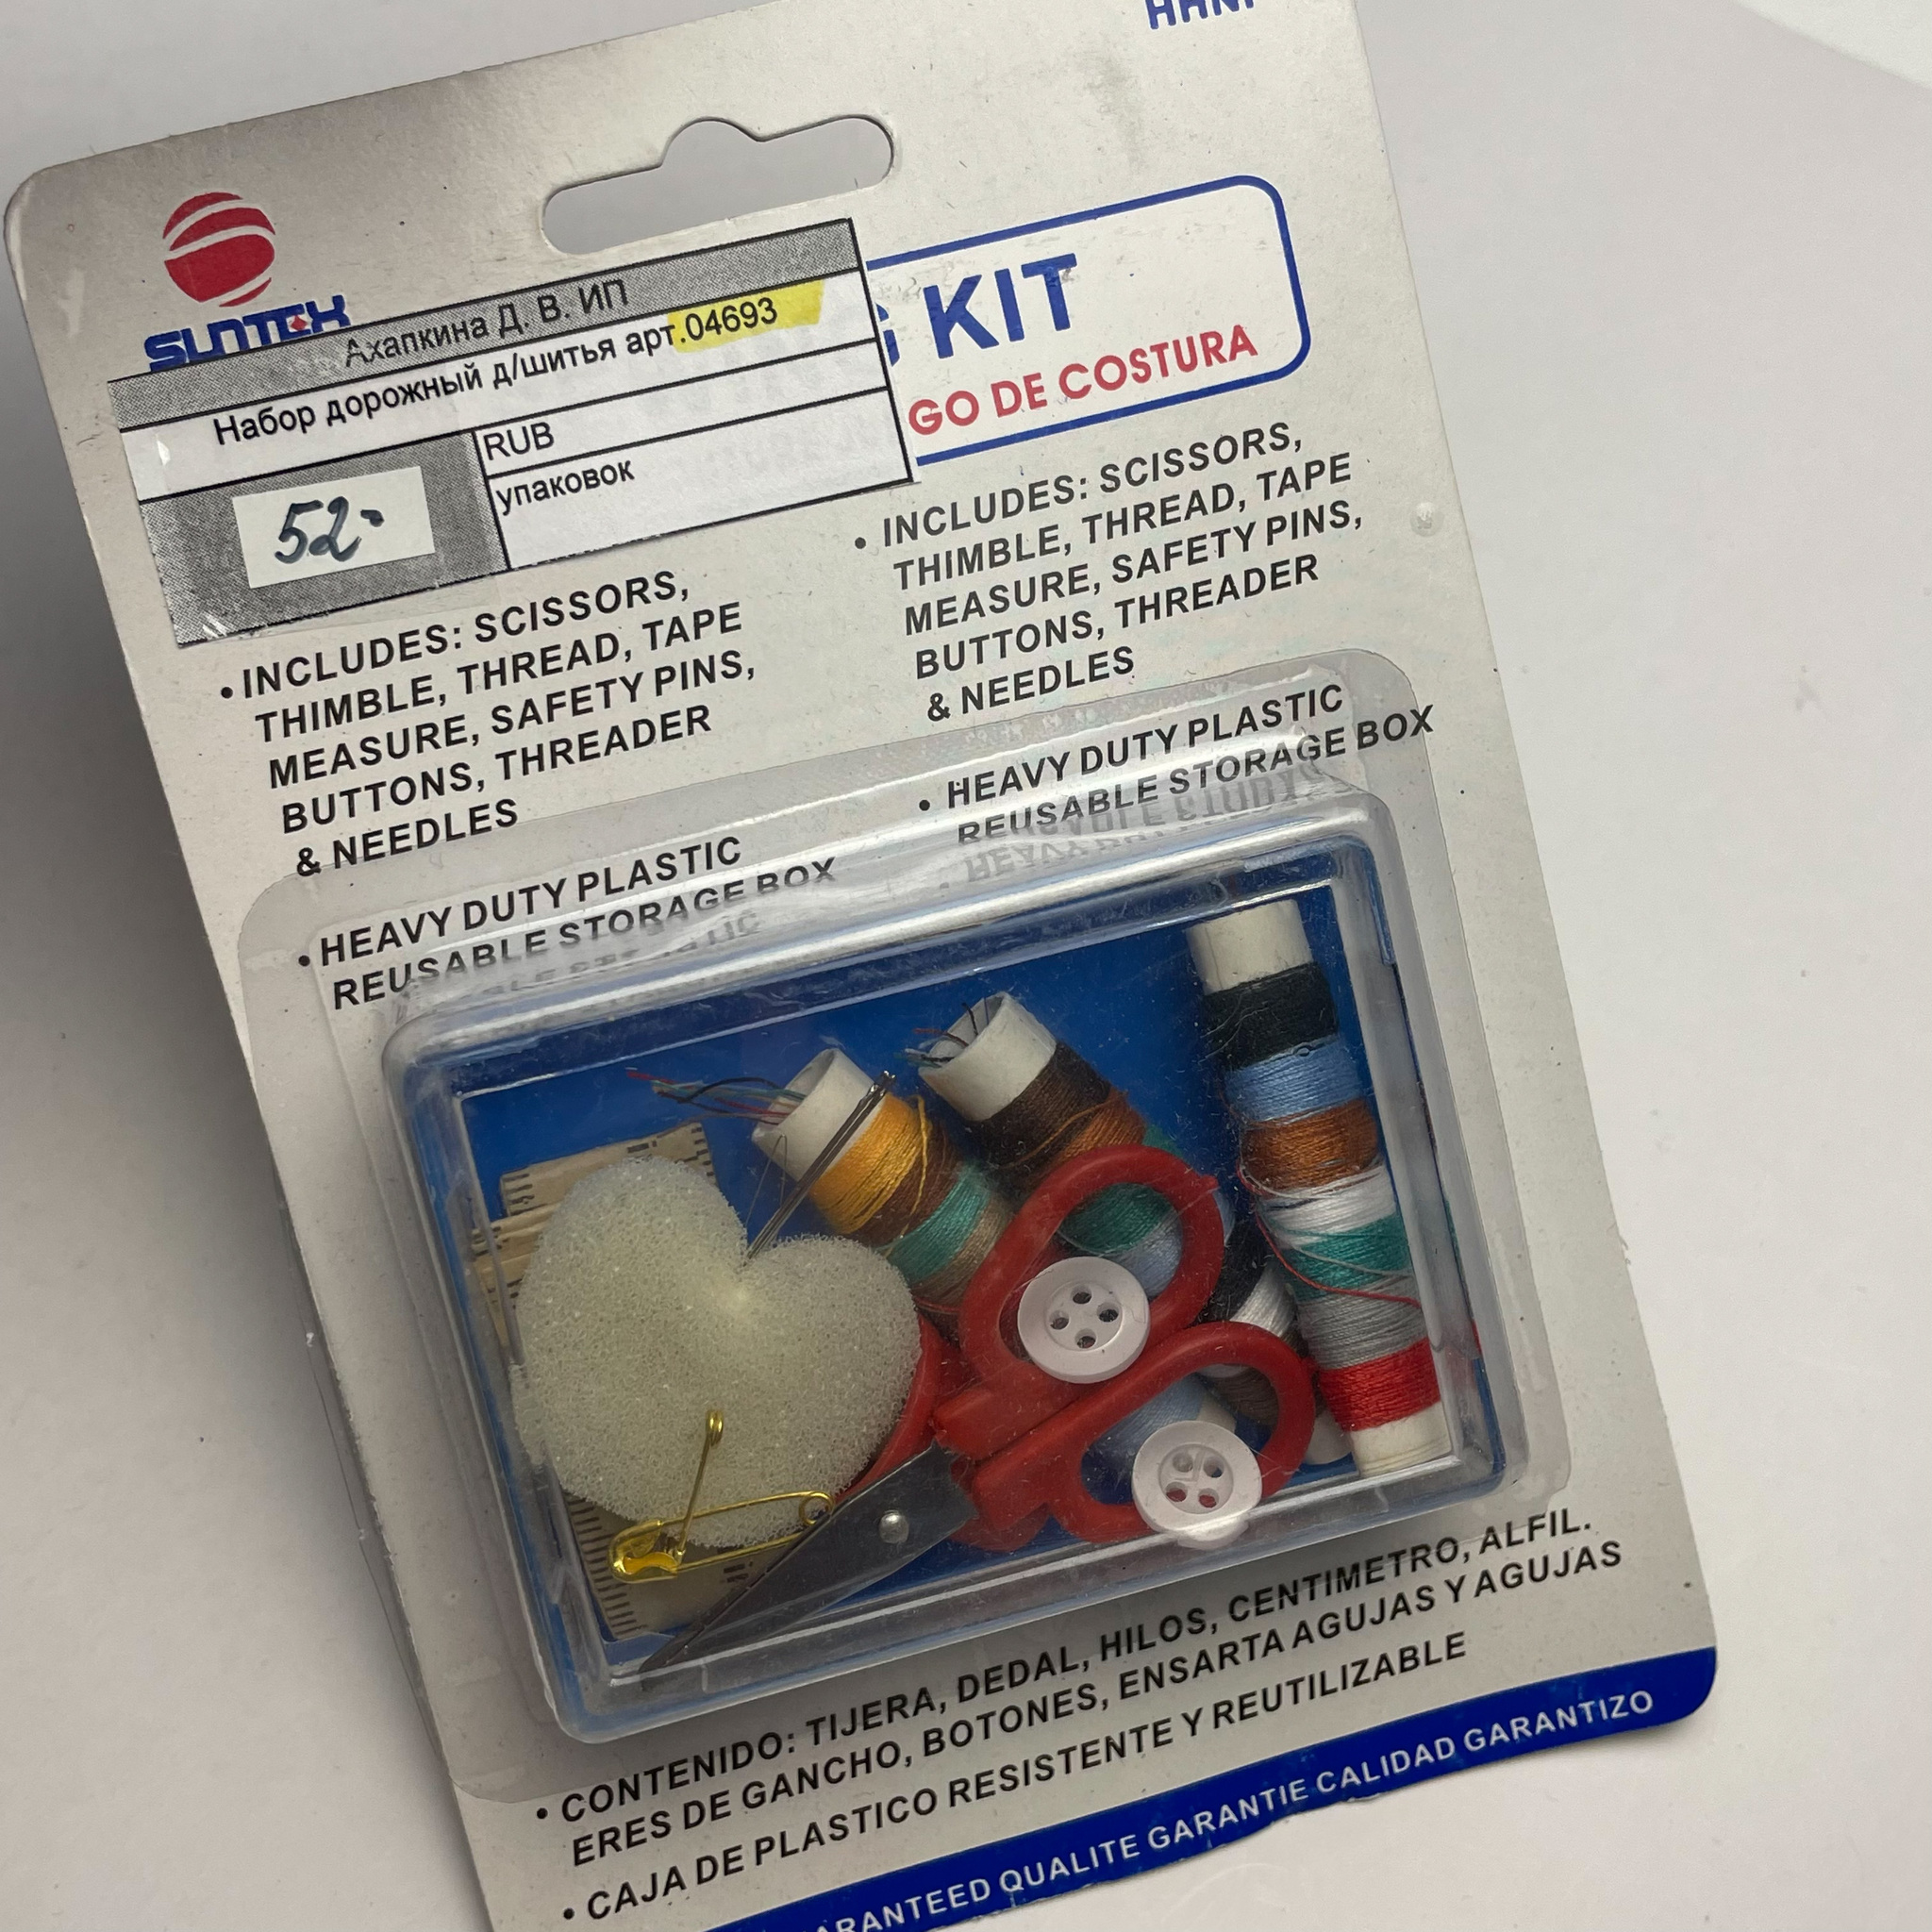 SUNTEX
Ахапкина Д. В. ИП
Набор дорожный д/шитья арт.04693
52-
RUB
упаковок
KIT
GO DE COSTURA
• INCLUDES: SCISSORS,
THIMBLE, THREAD, TAPE
MEASURE, SAFETY PINS,
BUTTONS, THREADER
& NEEDLES
• HEAVY DUTY PLASTIC
REUSABLE STORAGE BOX
• INCLUDES: SCISSORS,
THIMBLE, THREAD, TAPE
MEASURE, SAFETY PINS,
BUTTONS, THREADER
& NEEDLES
• HEAVY DUTY PLASTIC
REUSABLE STORAGE BOX
• CONTENIDO: TIJERA, DEDAL, HILOS, CENTIMETRO, ALFIL.
ERES DE GANCHO, BOTONES, ENSARTA AGUJAS Y AGUJAS
• CAJA DE PLASTICO RESISTENTE Y REUTILIZABLE
RANTEED QUALITE GARANTIE CALIDAD GARANTIZO